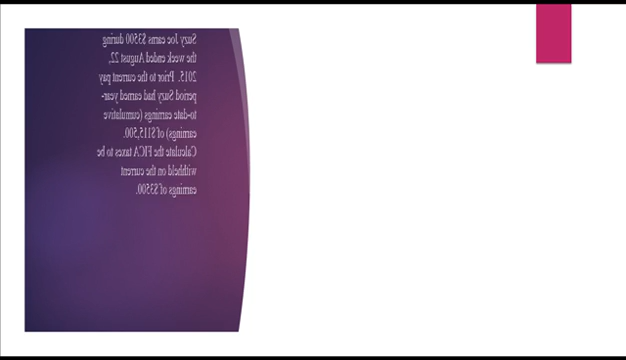 Suzy Joe earns $3500 during
the week ended August 22,
2015. Prior to the current pay
period Suzy had earned year-
to-date earnings (cumulative
earnings) of $115,500.
Calculate the FICA taxes to be
withheld on the current
earnings of $3500.